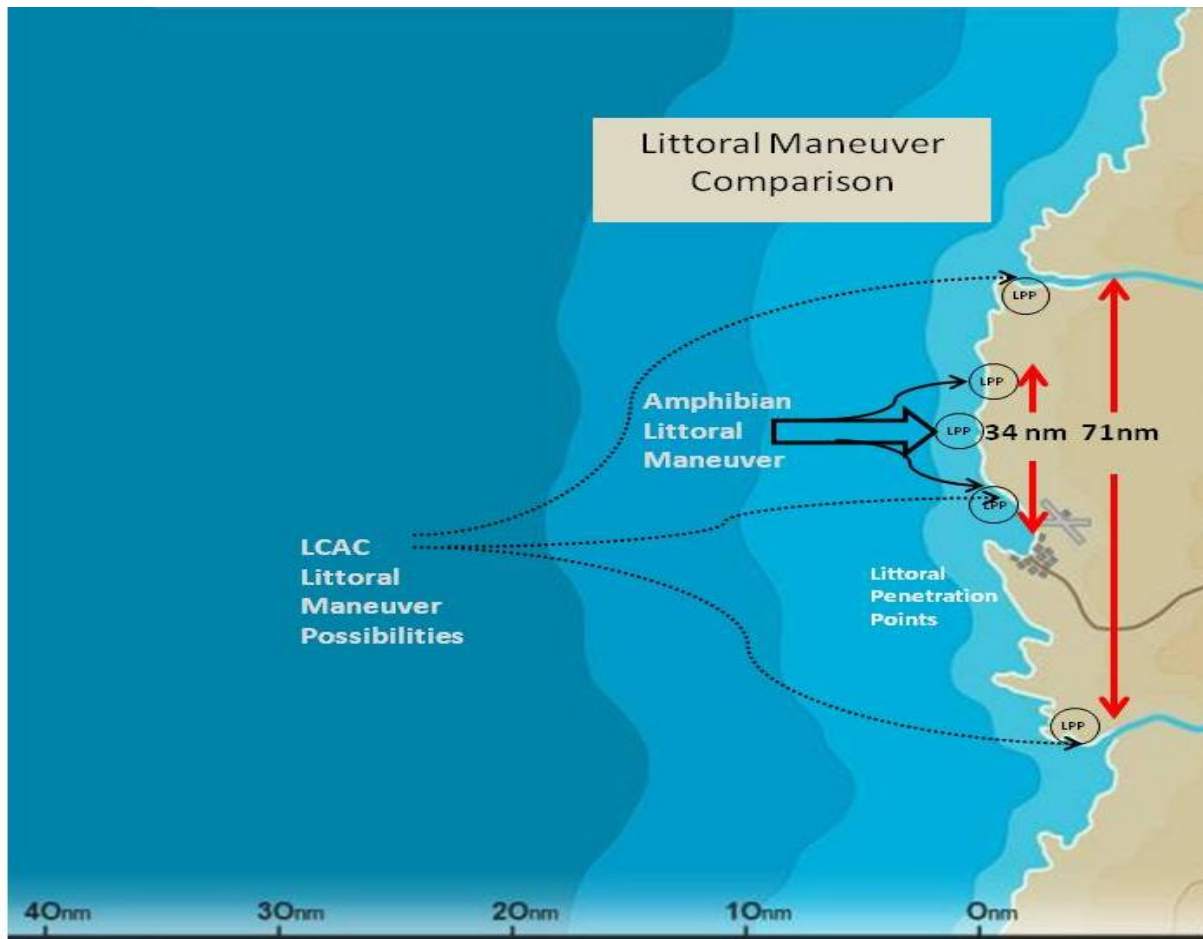 Littoral Maneuver
Comparison
LPP
LPP
Amphibian
Littoral
Maneuver
LPP
34 nm
71nm
LPP
LCAC
Littoral
Maneuver
Possibilities
Littoral
Penetration
Points
LPP
40nm
30nm
20nm
10nm
0nm